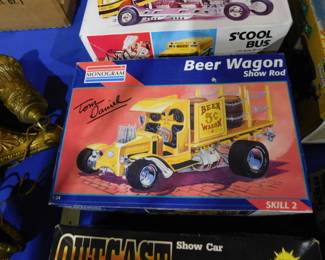 S'COOL
BUS
MONOGRAM
Beer Wagon
Show Rod
Tom Daniel
BEER
5¢
WAGON
SKILL 2
OUTCAST
Show Car